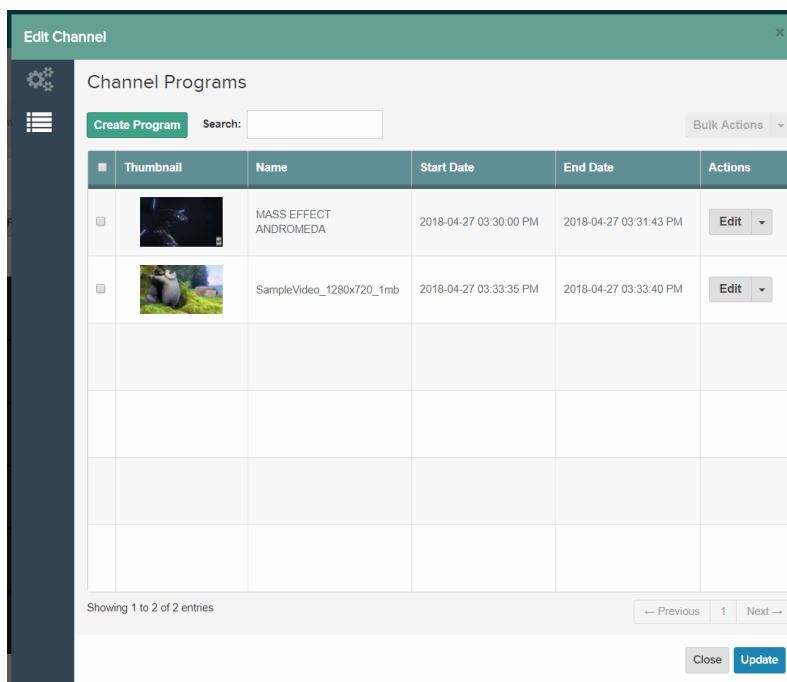 Edit Channel
×
Channel Programs
Create Program Search: Bulk Actions
Thumbnail Name Start Date End Date Actions
MASS EFFECT
ANDROMEDA 2018-04-27 03:30:00 PM 2018-04-27 03:31:43 PM Edit
SampleVideo_1280x720_1mb 2018-04-27 03:33:35 PM 2018-04-27 03:33:40 PM Edit
Showing 1 to 2 of 2 entries
← Previous 1 Next →
Close Update